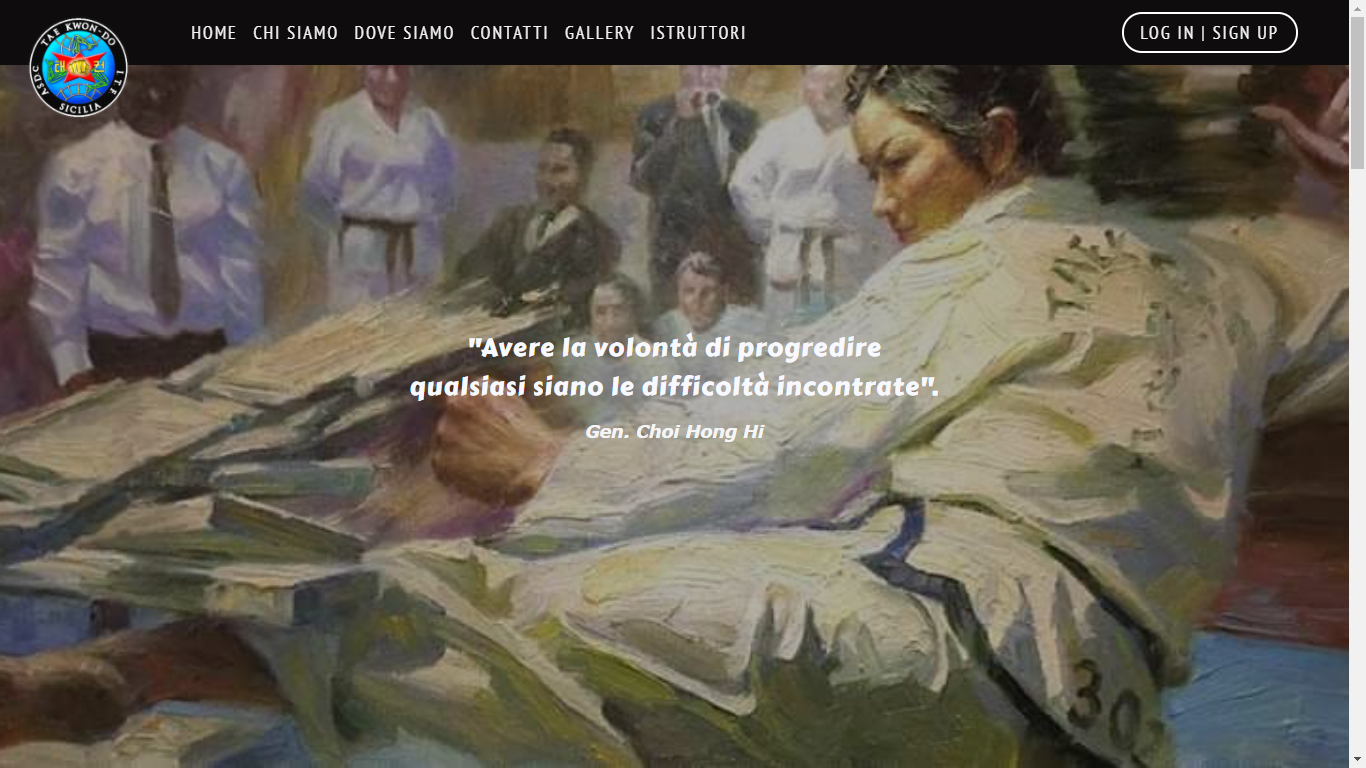 TAE KWON-DO
ASDC
I T F
SICILIA
HOME CHI SIAMO DOVE SIAMO CONTATTI GALLERY ISTRUTTORI
LOG IN | SIGN UP
"Avere la volontà di progredire
qualsiasi siano le difficoltà incontrate".
Gen. Choi Hong Hi
30